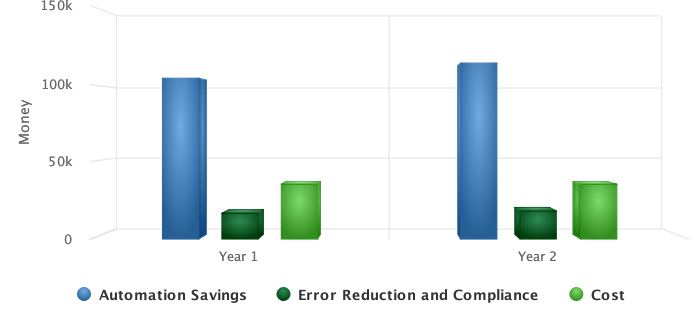 150k
100k
50k
0
Money
Year 1
Year 2
Automation Savings
Error Reduction and Compliance
Cost